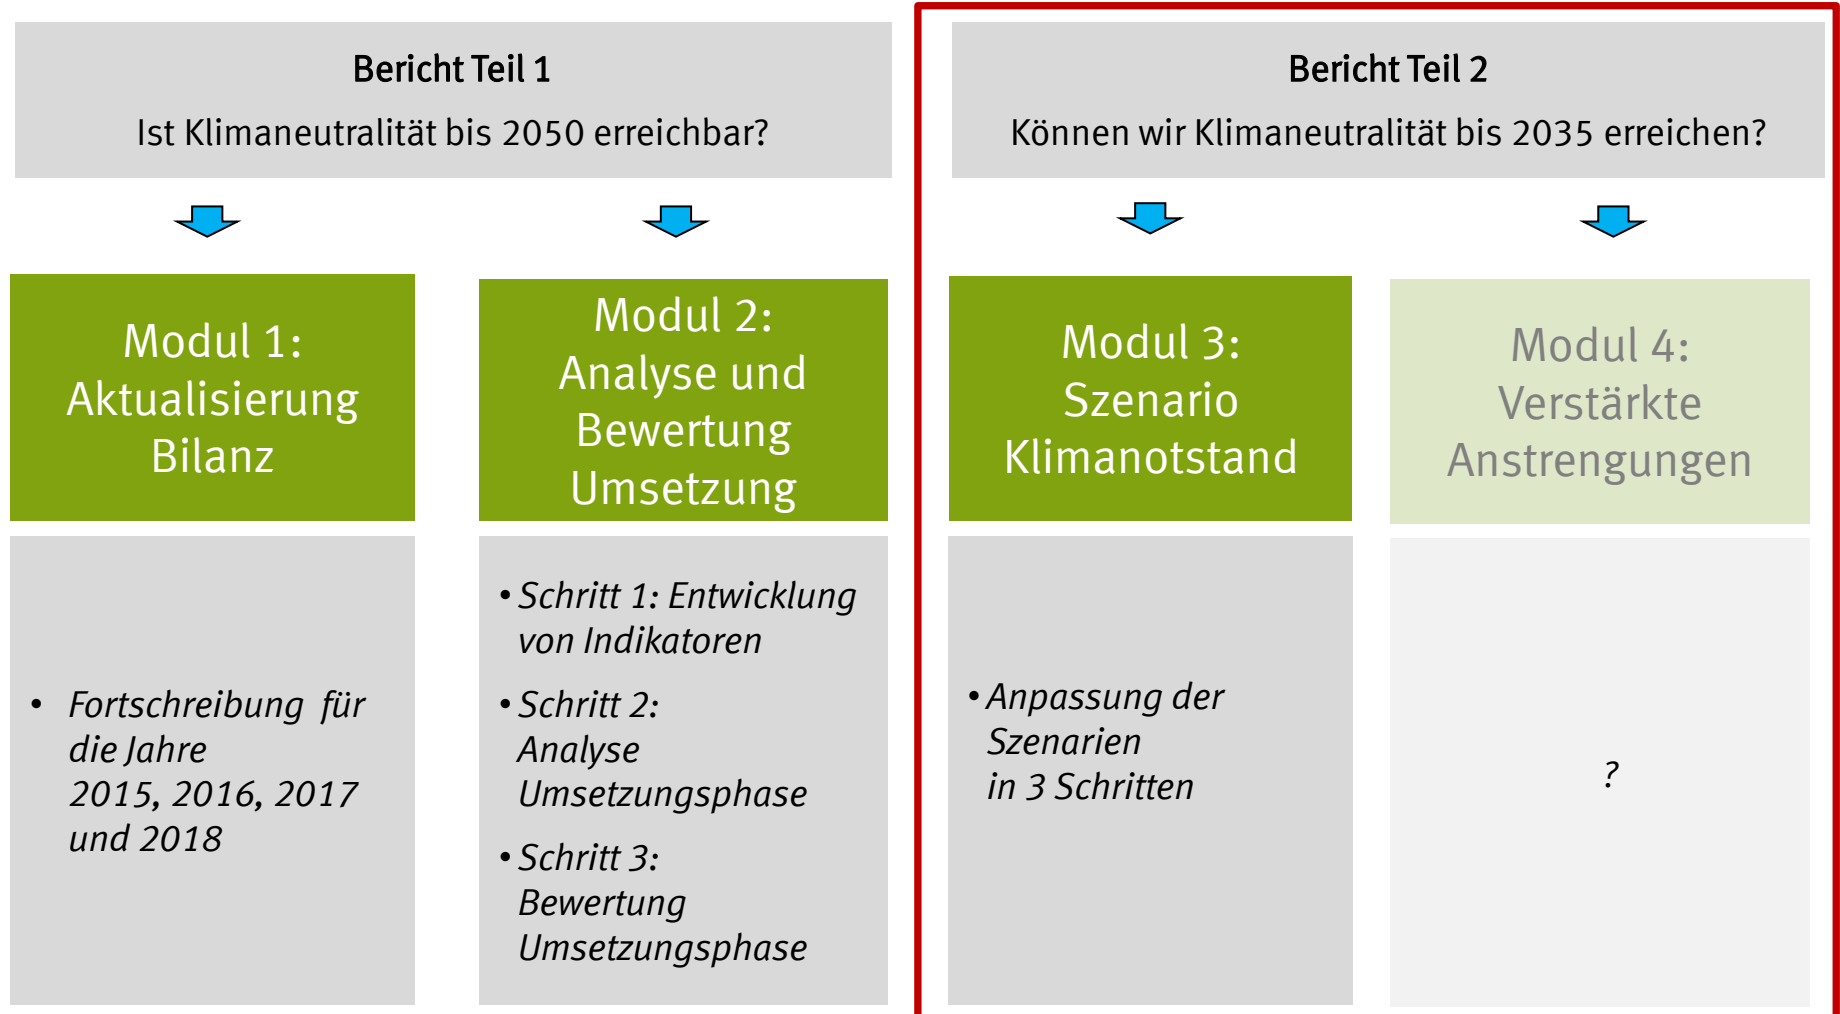 Bericht Teil 1
Ist Klimaneutralität bis 2050 erreichbar?
Modul 1:
Aktualisierung
Bilanz
• Fortschreibung für
die Jahre
2015, 2016, 2017
und 2018
Modul 2:
Analyse und
Bewertung
Umsetzung
• Schritt 1: Entwicklung
von Indikatoren
• Schritt 2:
Analyse
Umsetzungsphase
• Schritt 3:
Bewertung
Umsetzungsphase
Bericht Teil 2
Können wir Klimaneutralität bis 2035 erreichen?
Modul 3:
Szenario
Klimanotstand
• Anpassung der
Szenarien
in 3 Schritten
Modul 4:
Verstärkte
Anstrengungen
?